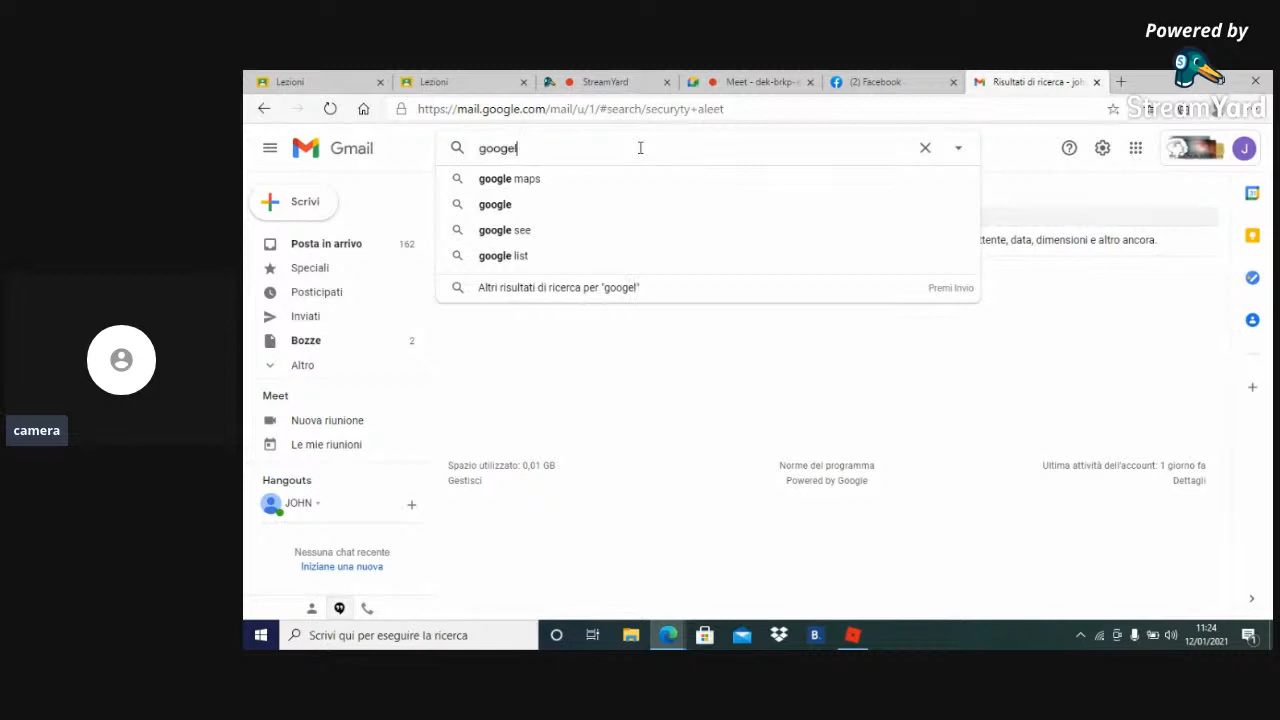 Powered by
StreamYard
Lezioni
Lezioni
StreamYard
Meet - dek-brkp-
(2) Facebook
Risultati di ricerca - joh
https://mail.google.com/mail/u/1/#search/securyty+aleet
Gmail
googel
J
google maps
google
google see
google list
Altri risultati di ricerca per "googel"
Premi Invio
Scrivi
Posta in arrivo 162
Speciali
Posticipati
Inviati
Bozze 2
Altro
ttente, data, dimensioni e altro ancora.
Meet
Nuova riunione
Le mie riunioni
Hangouts
JOHN
Nessuna chat recente
Iniziane una nuova
Spazio utilizzato: 0,01 GB
Gestisci
Norme del programma
Powered by Google
Ultima attività dell'account: 1 giorno fa
Dettagli
camera
Scrivi qui per eseguire la ricerca
B.
11:24
12/01/2021